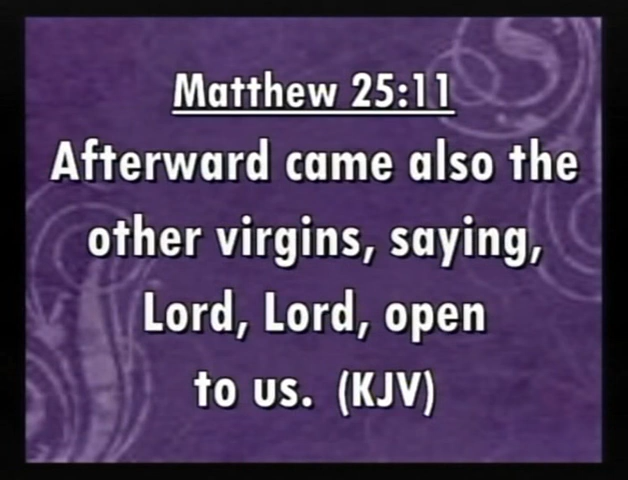 Matthew 25:11
Afterward came also the
other virgins, saying,
Lord, Lord, open
to us. (KJV)